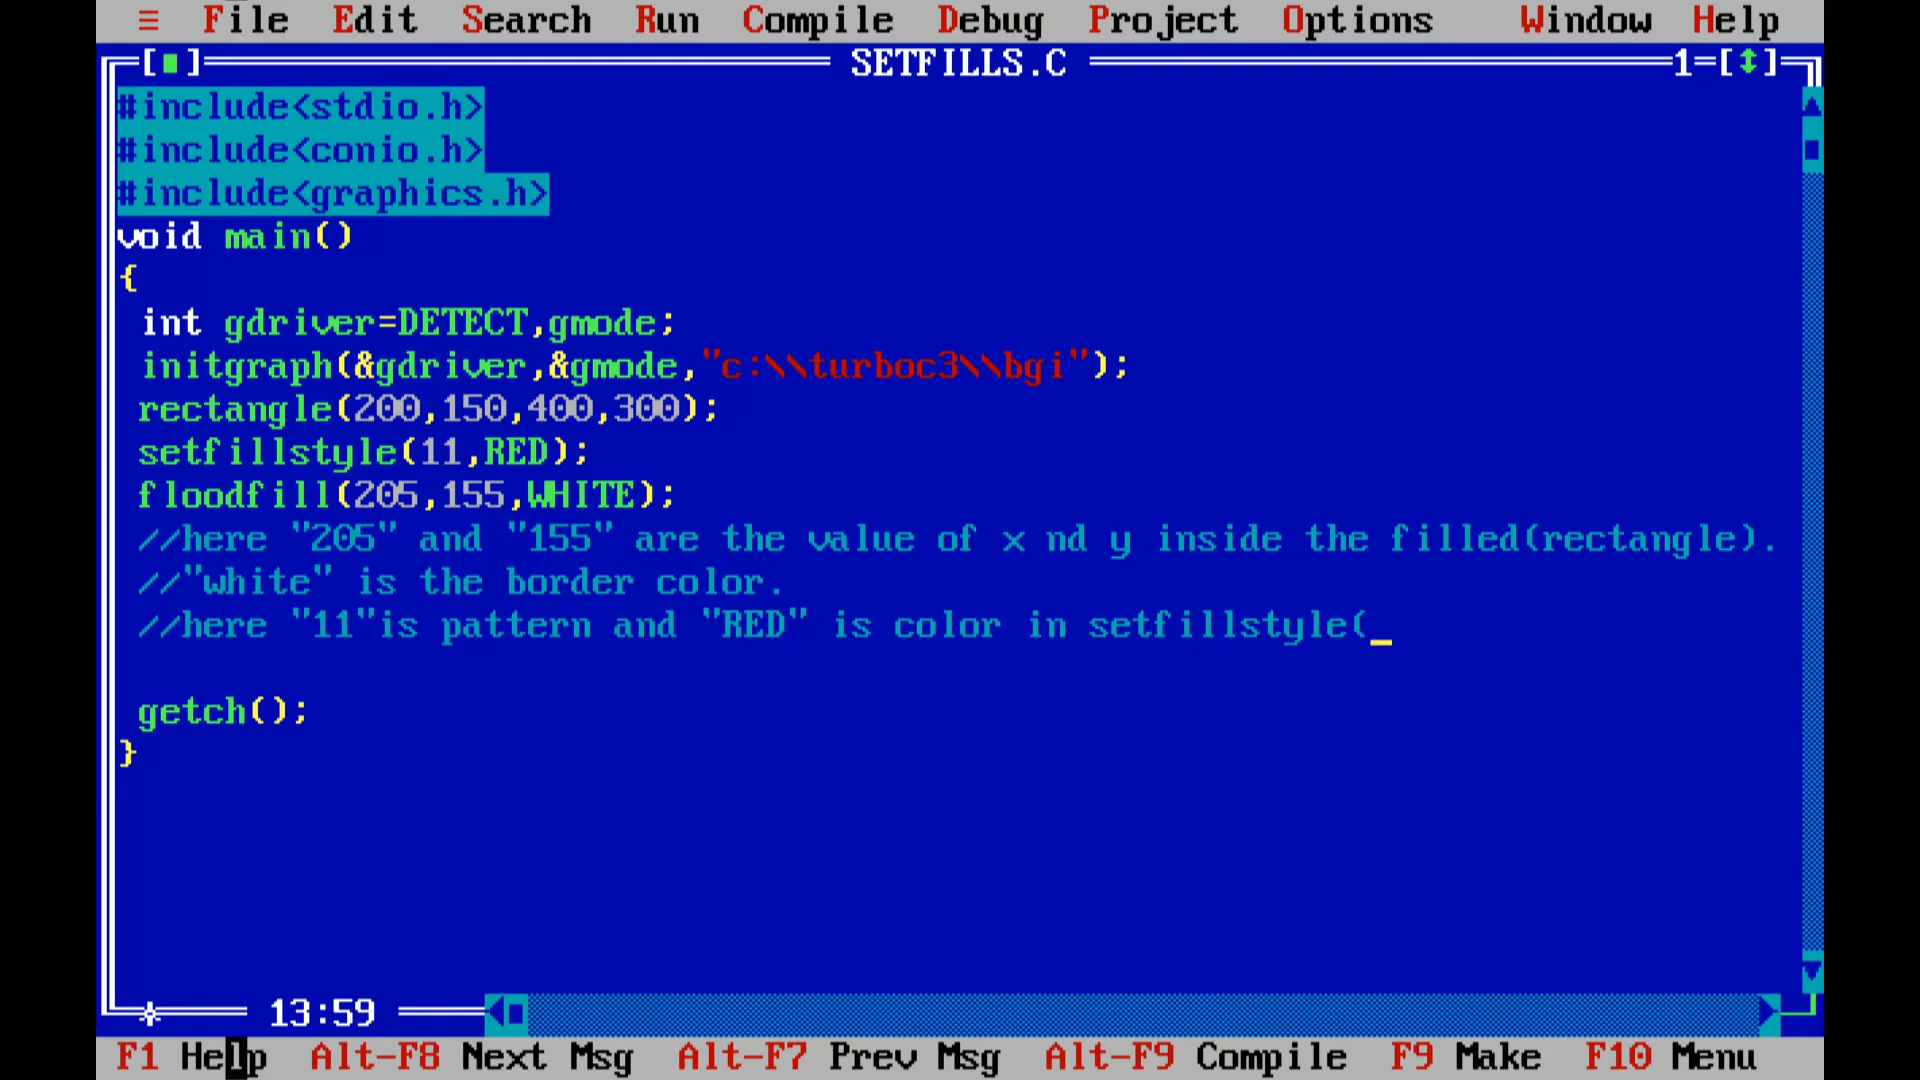 ≡ File Edit Search Run Compile Debug Project Options Window Help
[■] SETFILLS.C 1=[↕]
#include<stdio.h>
#include<conio.h>
#include<graphics.h>
void main()
{
int gdriver=DETECT,gmode;
initgraph(&gdriver,&gmode,"c:\\turboc3\\bgi");
rectangle(200,150,400,300);
setfillstyle(11,RED);
floodfill(205,155,WHITE);
//here "205" and "155" are the value of x nd y inside the filled(rectangle).
//"white" is the border color.
//here "11"is pattern and "RED" is color in setfillstyle(_
getch();
}
13:59
F1 Help Alt-F8 Next Msg Alt-F7 Prev Msg Alt-F9 Compile F9 Make F10 Menu